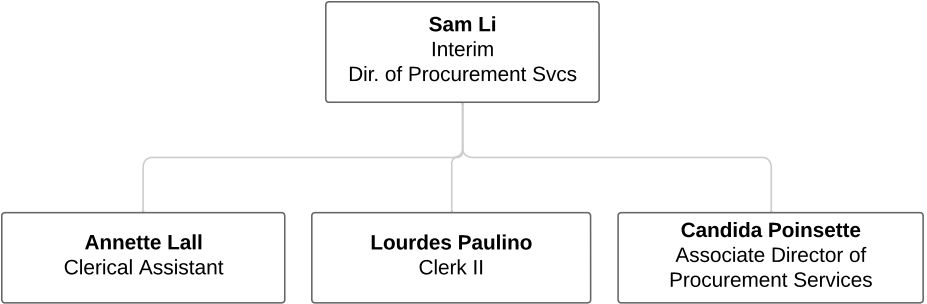 Sam Li
Interim
Dir. of Procurement Svcs
Annette Lall
Clerical Assistant
Lourdes Paulino
Clerk II
Candida Poinsette
Associate Director of
Procurement Services